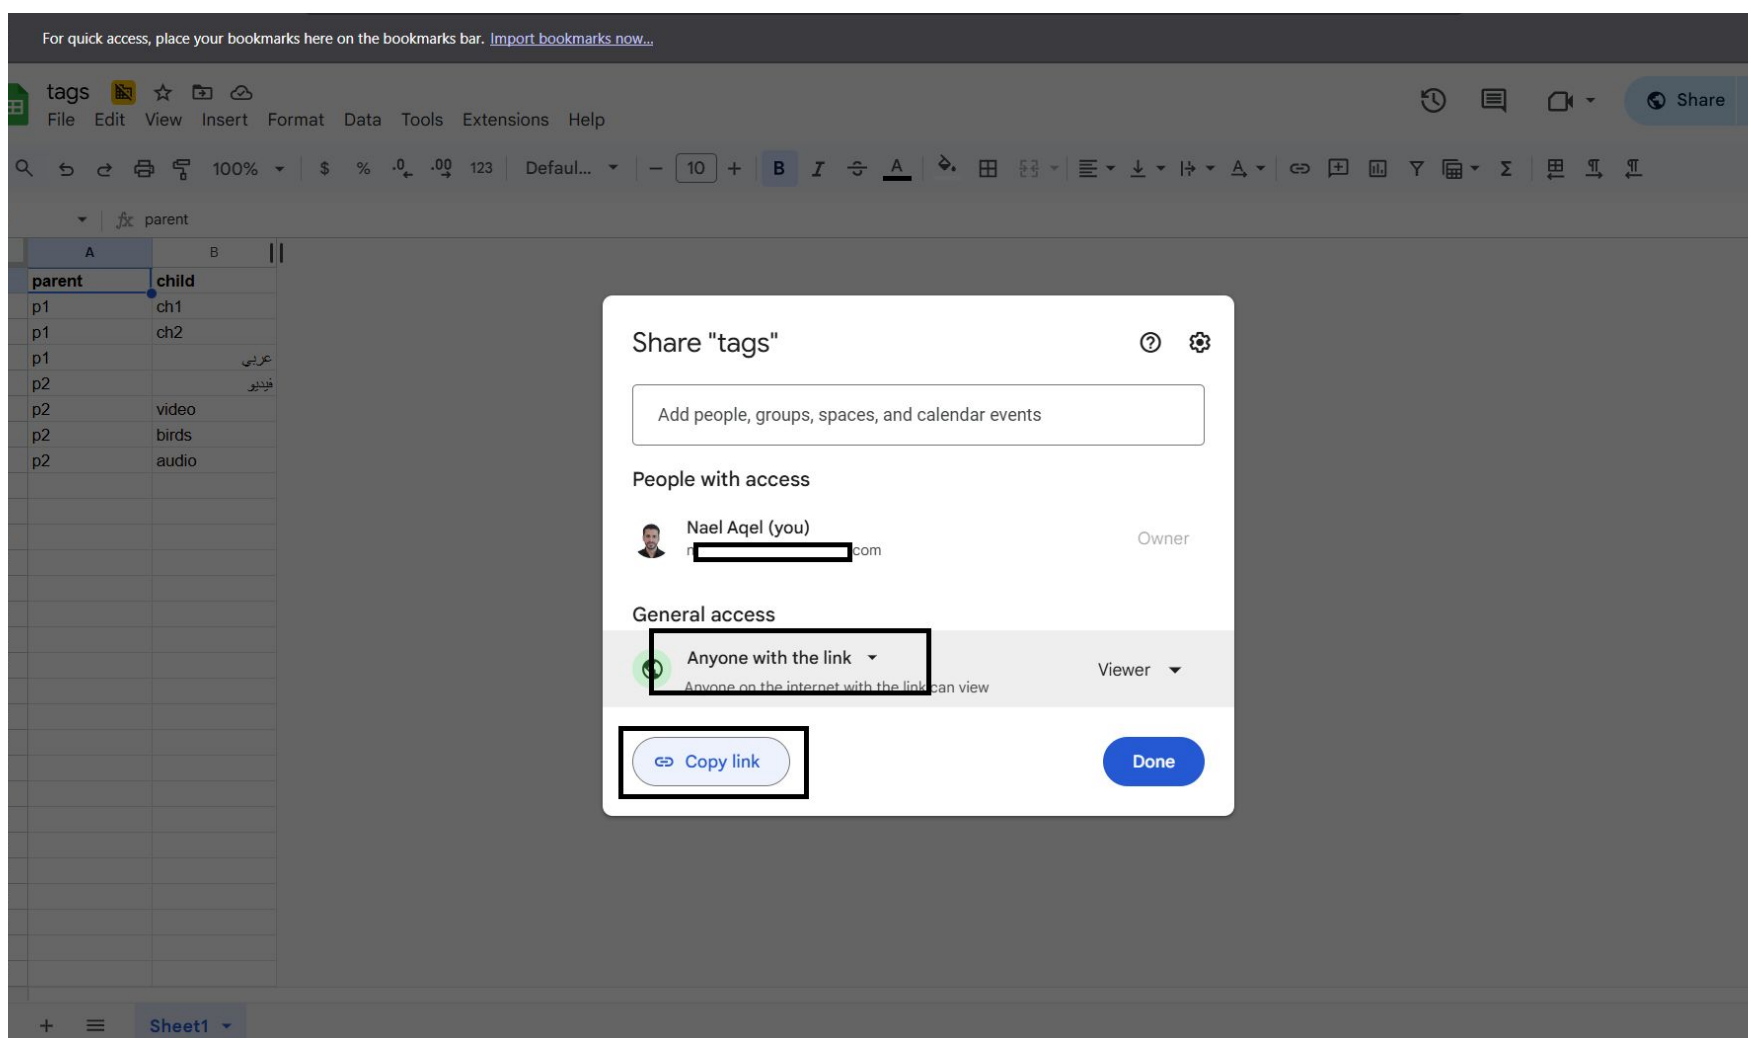 For quick access, place your bookmarks here on the bookmarks bar. Import bookmarks now...
tags
Share
File Edit View Insert Format Data Tools Extensions Help
100% $ % .0 .00 123 Defaul... 10 B I A
fx parent
A B
parent child
p1 ch1
p1 ch2
p1 عربي
p2 فيديو
p2 video
p2 birds
p2 audio
Share "tags"
Add people, groups, spaces, and calendar events
People with access
Nael Aqel (you)
Owner
n com
General access
Anyone with the link
Viewer
Anyone on the internet with the link can view
Copy link
Done
Sheet1